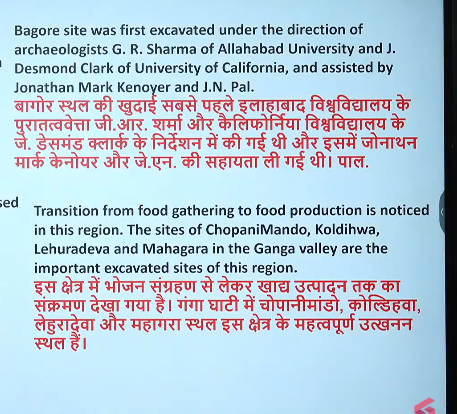 Bagore site was first excavated under the direction of
archaeologists G. R. Sharma of Allahabad University and J.
Desmond Clark of University of California, and assisted by
Jonathan Mark Kenoyer and J.N. Pal.
बागोर स्थल की खुदाई सबसे पहले इलाहाबाद विश्वविद्यालय के
पुरातत्ववेत्ता जी.आर. शर्मा और कैलिफोर्निया विश्वविद्यालय के
जे. डेसमंड क्लार्क के निर्देशन में की गई थी और इसमें जोनाथन
मार्क केनोयर और जे.एन. की सहायता ली गई थी। पाल.
sed
Transition from food gathering to food production is noticed
in this region. The sites of ChopaniMando, Koldihwa,
Lehuradeva and Mahagara in the Ganga valley are the
important excavated sites of this region.
इस क्षेत्र में भोजन संग्रहण से लेकर खाद्य उत्पादन तक का
संक्रमण देखा गया है। गंगा घाटी में चोपानीमांडो, कोल्डिहवा,
लेहुरादेवा और महागरा स्थल इस क्षेत्र के महत्वपूर्ण उत्खनन
स्थल हैं।